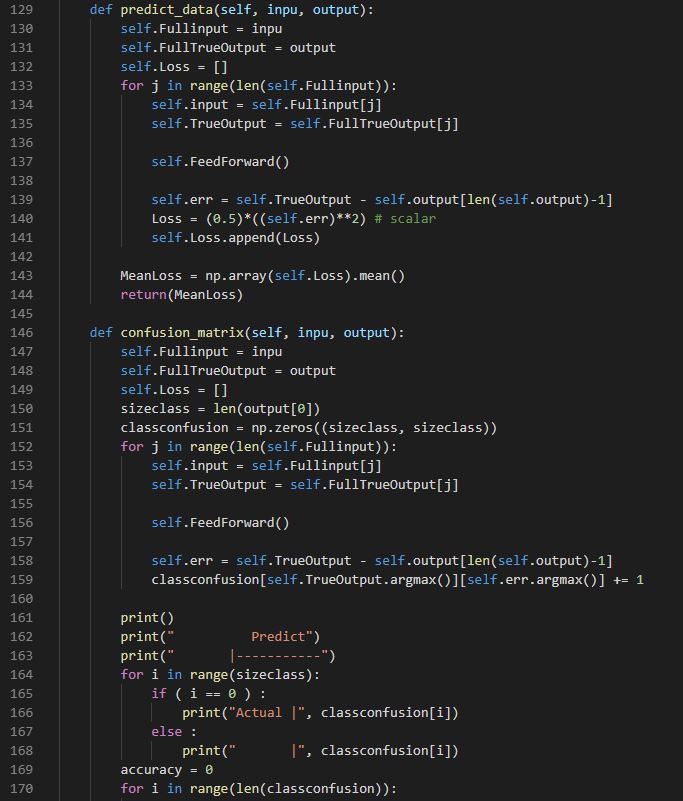 129 def predict_data(self, inpu, output):
130 self.Fullinput = inpu
131 self.FullTrueOutput = output
132 self.Loss = []
133 for j in range(len(self.Fullinput)):
134 self.input = self.Fullinput[j]
135 self.TrueOutput = self.FullTrueOutput[j]
136
137 self.FeedForward()
138
139 self.err = self.TrueOutput - self.output[len(self.output)-1]
140 Loss = (0.5)*((self.err)**2) # scalar
141 self.Loss.append(Loss)
142
143 MeanLoss = np.array(self.Loss).mean()
144 return(MeanLoss)
145
146 def confusion_matrix(self, inpu, output):
147 self.Fullinput = inpu
148 self.FullTrueOutput = output
149 self.Loss = []
150 sizeclass = len(output[0])
151 classconfusion = np.zeros((sizeclass, sizeclass))
152 for j in range(len(self.Fullinput)):
153 self.input = self.Fullinput[j]
154 self.TrueOutput = self.FullTrueOutput[j]
155
156 self.FeedForward()
157
158 self.err = self.TrueOutput - self.output[len(self.output)-1]
159 classconfusion[self.TrueOutput.argmax()][self.err.argmax()] += 1
160
161 print()
162 print("          Predict")
163 print("       |-----------")
164 for i in range(sizeclass):
165 if ( i == 0 ) :
166 print("Actual |", classconfusion[i])
167 else :
168 print("       |", classconfusion[i])
169 accuracy = 0
170 for i in range(len(classconfusion)):